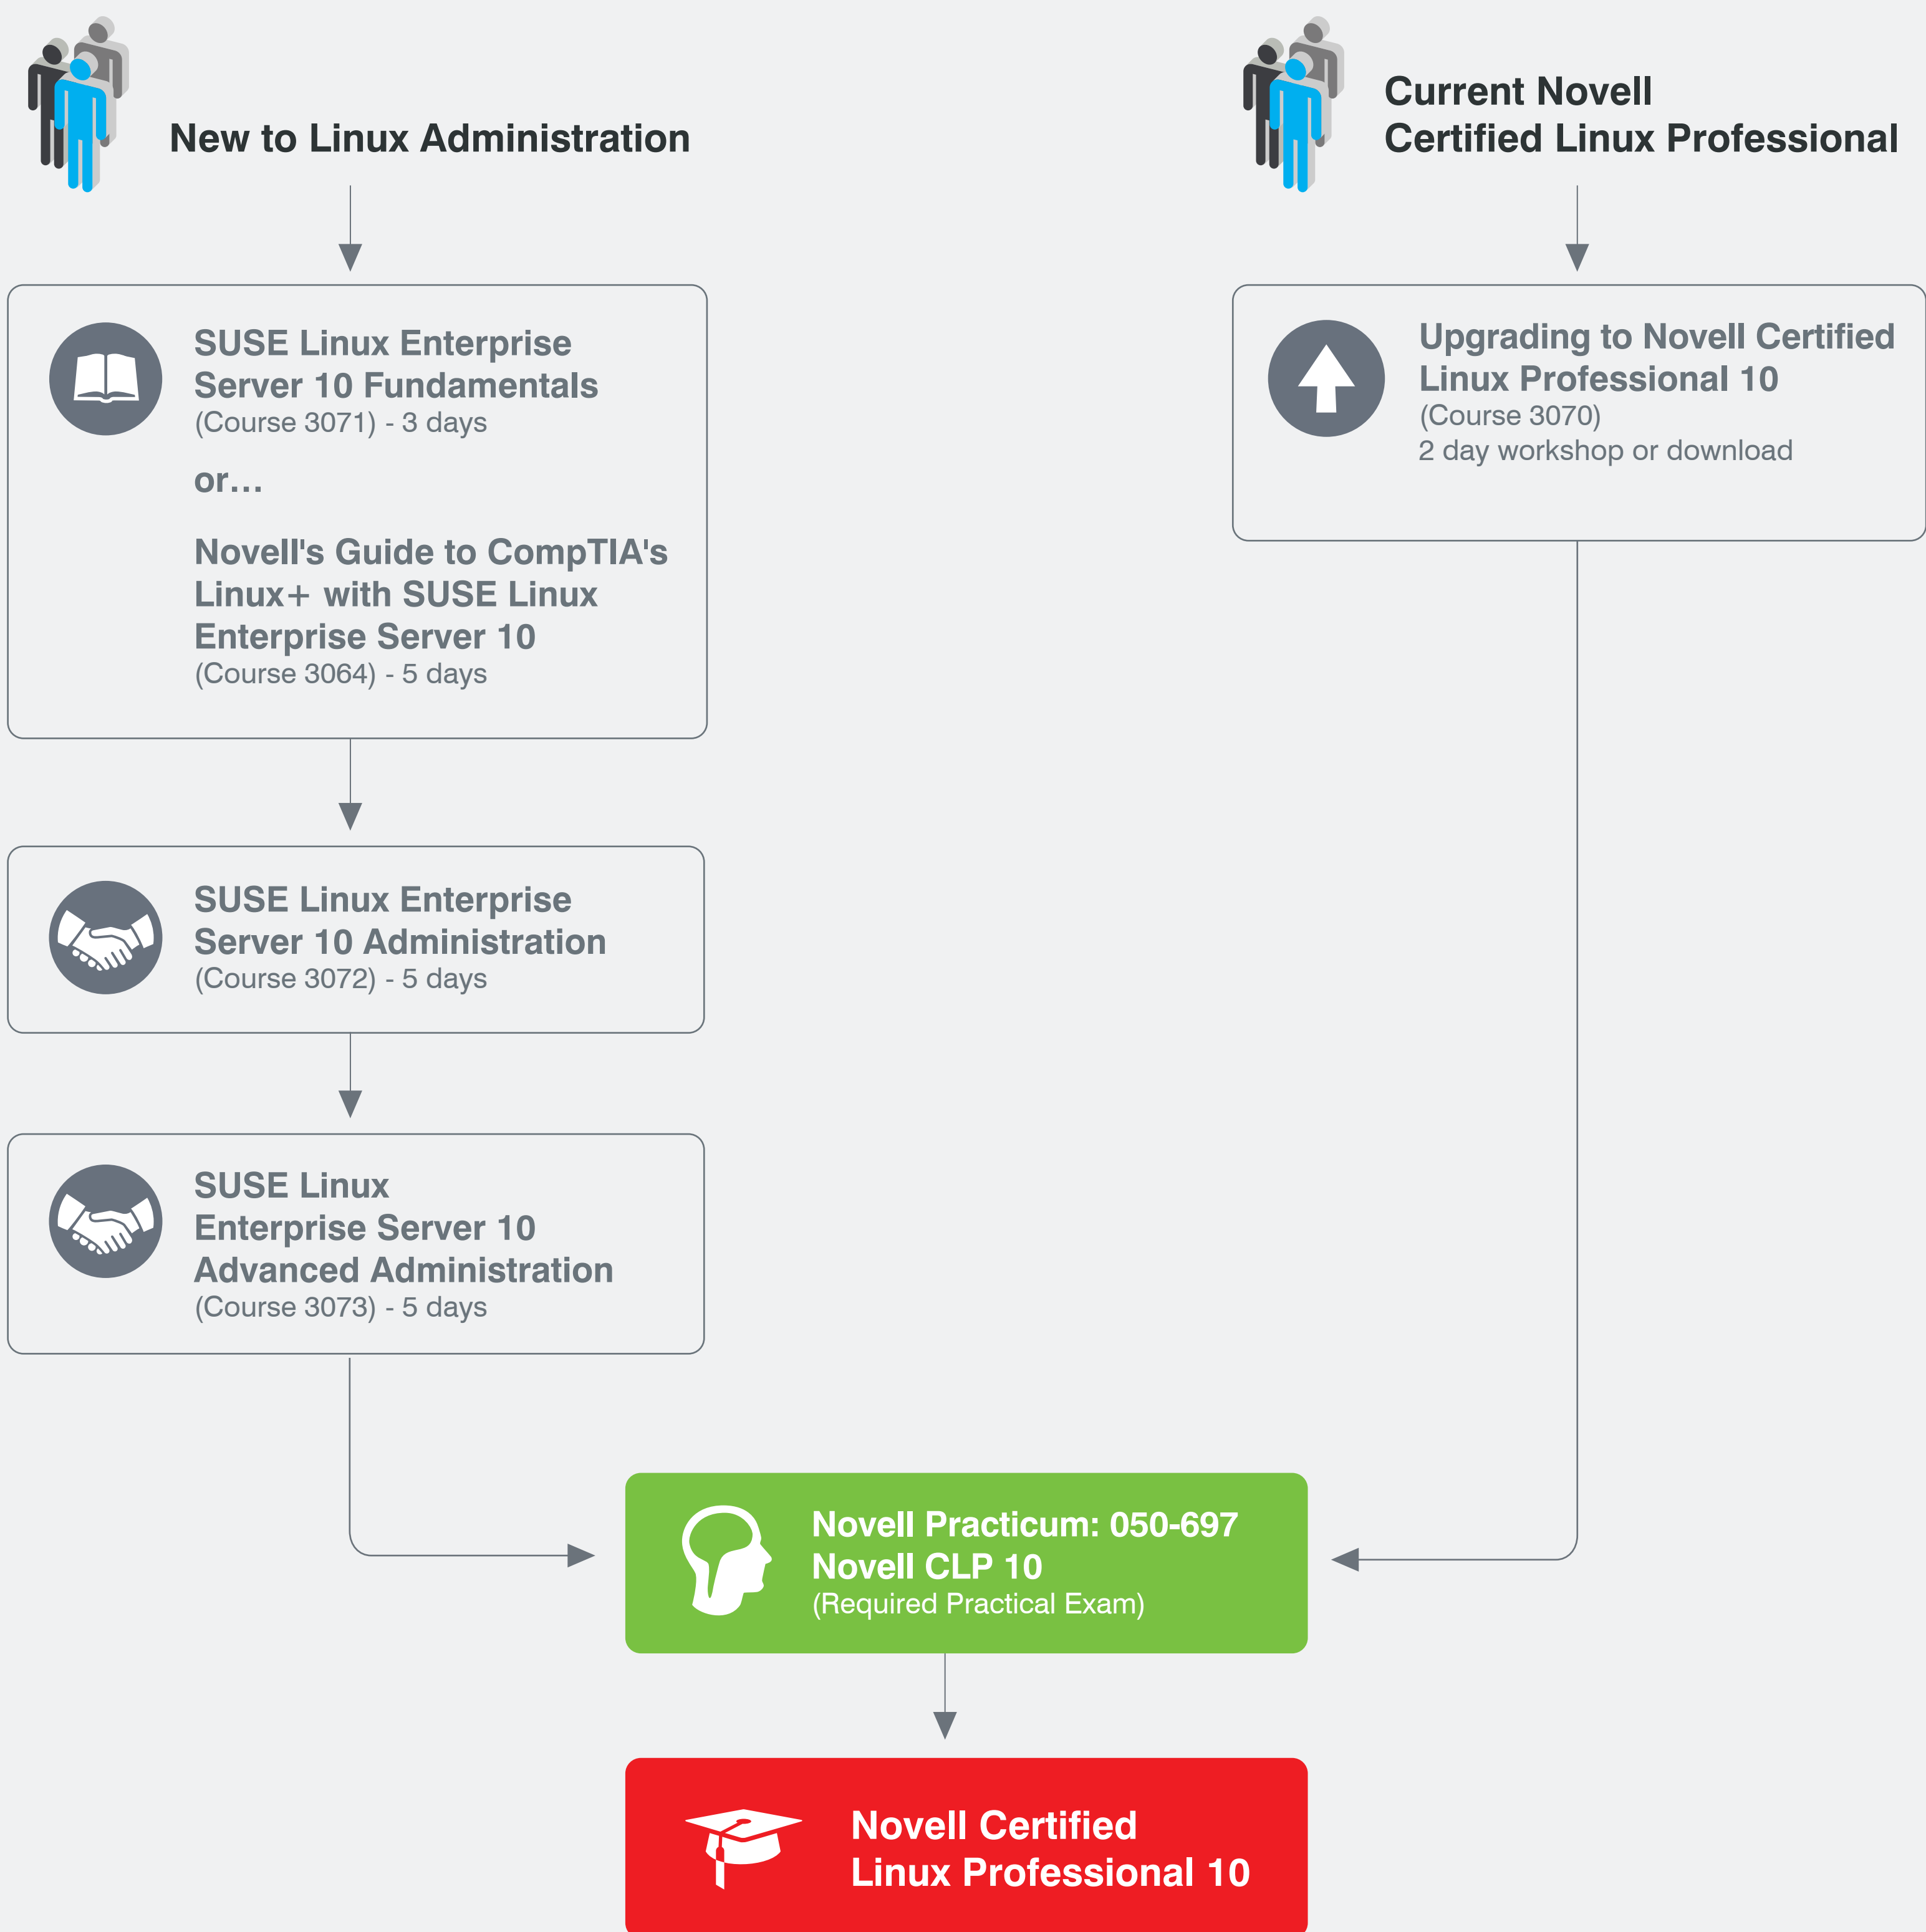 New to Linux Administration
Current Novell
Certified Linux Professional
SUSE Linux Enterprise
Server 10 Fundamentals
(Course 3071) - 3 days
or...
Novell's Guide to CompTIA's
Linux+ with SUSE Linux
Enterprise Server 10
(Course 3064) - 5 days
Upgrading to Novell Certified
Linux Professional 10
(Course 3070)
2 day workshop or download
SUSE Linux Enterprise
Server 10 Administration
(Course 3072) - 5 days
SUSE Linux
Enterprise Server 10
Advanced Administration
(Course 3073) - 5 days
Novell Practicum: 050-697
Novell CLP 10
(Required Practical Exam)
Novell Certified
Linux Professional 10